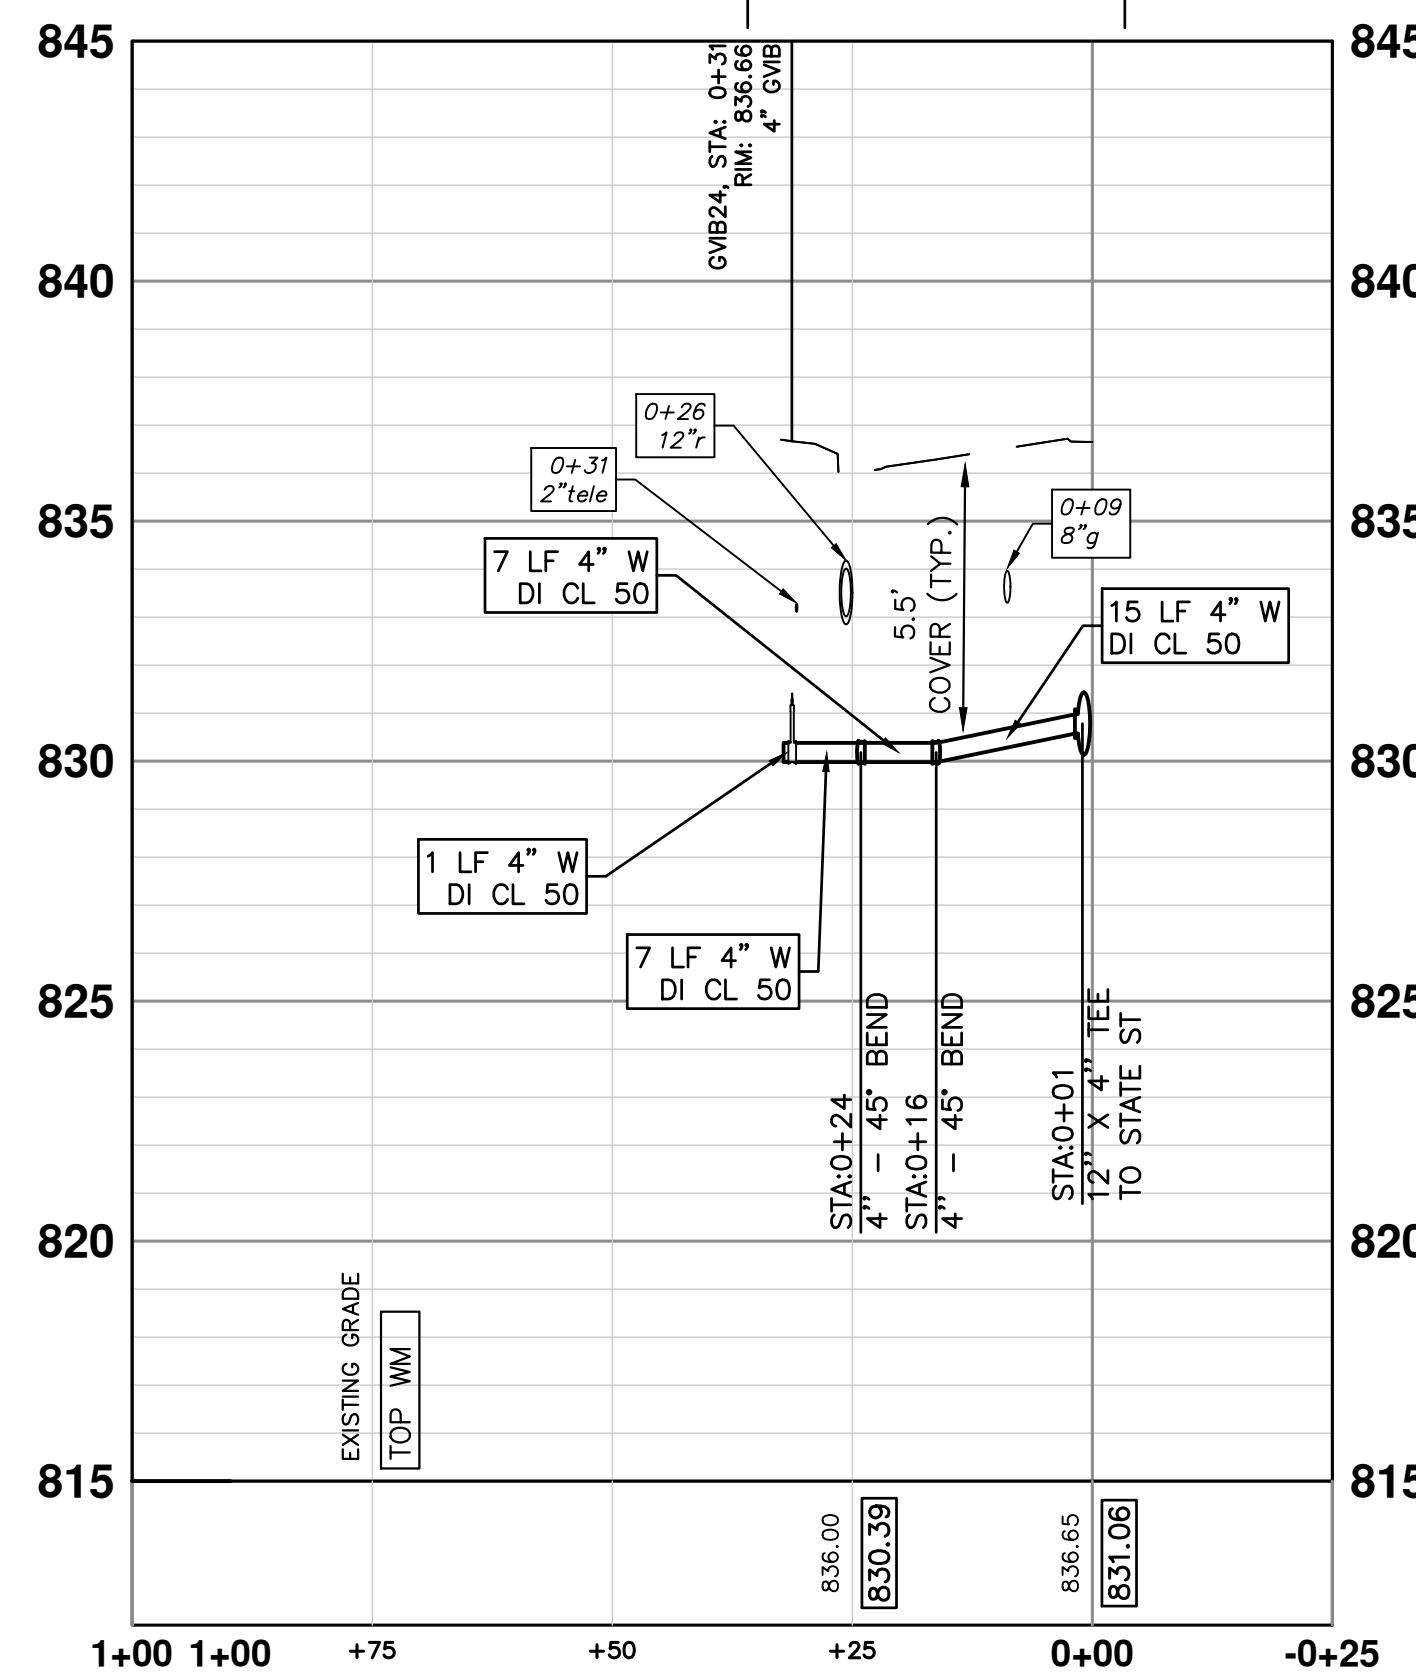 845
845
GVIB24, STA: 0+31
RIM: 836.66
4" GVIB
840
840
0+26
12"r
0+31
2"tele
835
835
0+09
8"g
7 LF 4" W
DI CL 50
5.5'
COVER (TYP.)
15 LF 4" W
DI CL 50
830
830
1 LF 4" W
DI CL 50
7 LF 4" W
DI CL 50
825
825
STA:0+24
4" – 45° BEND
STA:0+16
4" – 45° BEND
STA:0+01
12" X 4" TEE
TO STATE ST
820
820
EXISTING GRADE
TOP WM
815
815
836.00
830.39
836.65
831.06
1+00 1+00 +75 +50 +25 0+00 -0+25